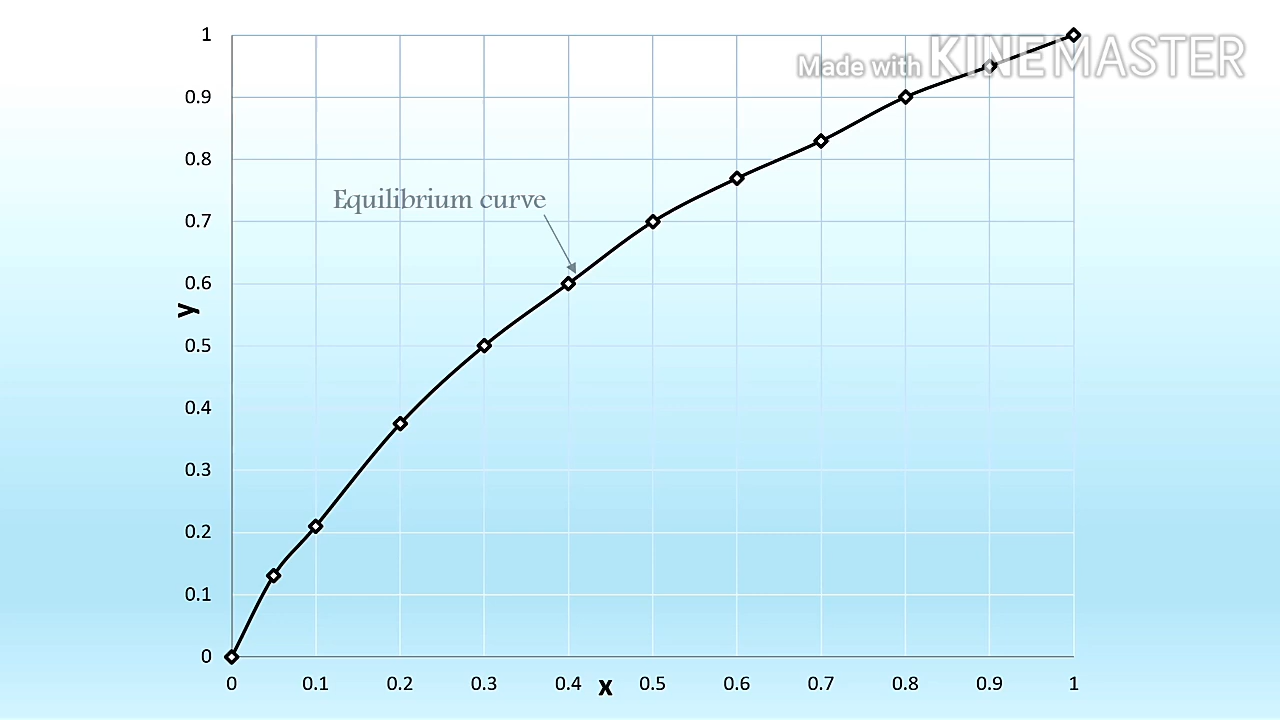 1
Made with KINEMASTER
0.9
0.8
Equilibrium curve
0.7
0.6
y
0.5
0.4
0.3
0.2
0.1
0
0 0.1 0.2 0.3 0.4 x 0.5 0.6 0.7 0.8 0.9 1